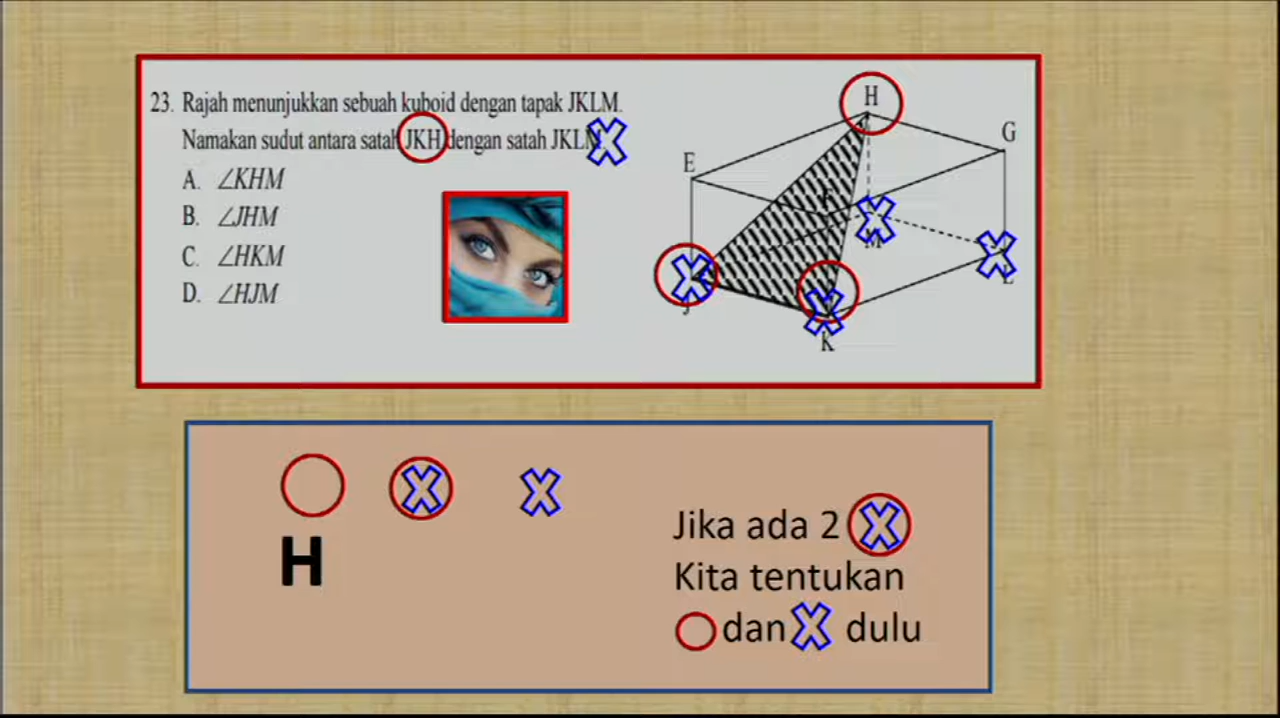 23. Rajah menunjukkan sebuah kuboid dengan tapak JKLM.
Namakan sudut antara satah JKH dengan satah JKLM.
A. ∠KHM
B. ∠JHM
C. ∠HKM
D. ∠HJM
H
G
E
F
M
L
J
K
H
Jika ada 2
Kita tentukan
dan dulu